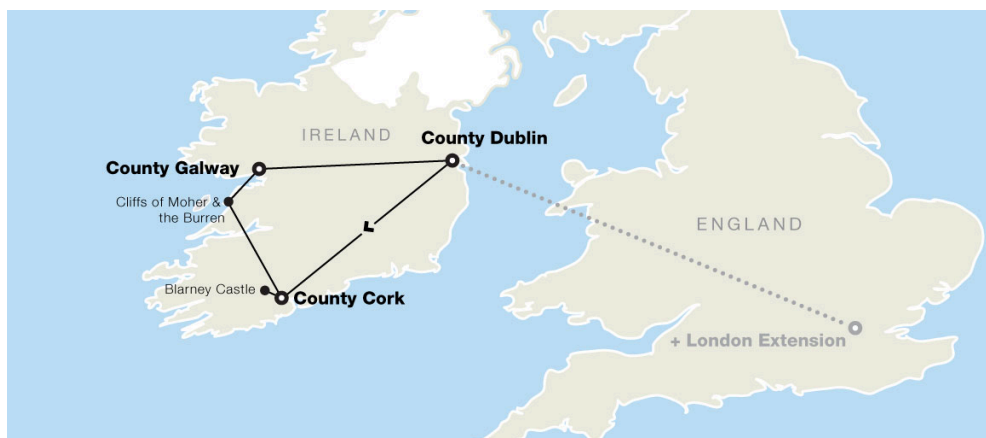 IRELAND
County Dublin
County Galway
Cliffs of Moher &
the Burren
ENGLAND
Blarney Castle
County Cork
+ London Extension